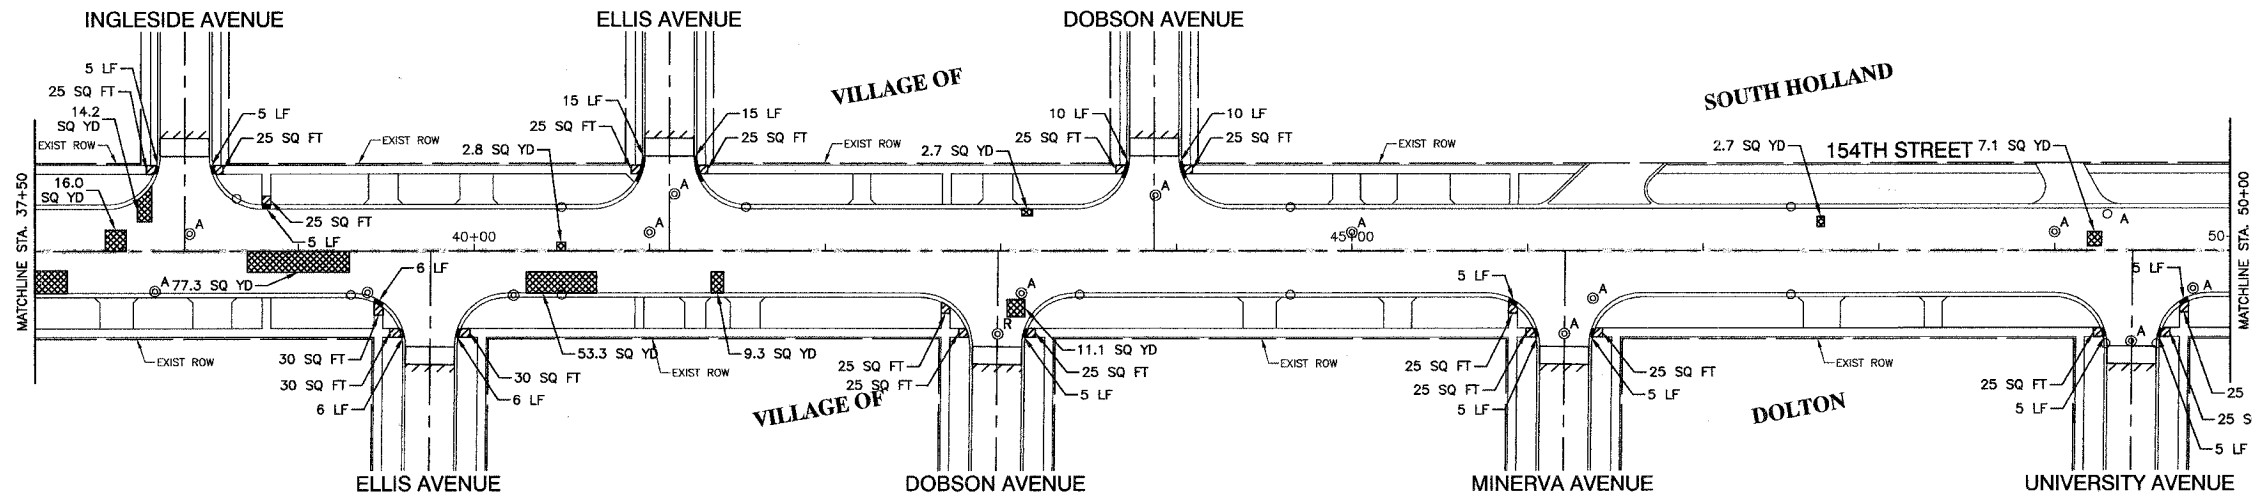 INGLESIDE AVENUE
ELLIS AVENUE
DOBSON AVENUE
VILLAGE OF
SOUTH HOLLAND
5 LF
25 SQ FT
14.2
SQ YD
EXIST ROW
16.0
SQ YD
5 LF
25 SQ FT
EXIST ROW
25 SQ FT
5 LF
A
15 LF
25 SQ FT
2.8 SQ YD
15 LF
25 SQ FT
A
A
EXIST ROW
2.7 SQ YD
10 LF
25 SQ FT
10 LF
25 SQ FT
A
EXIST ROW
2.7 SQ YD
154TH STREET
7.1 SQ YD
A
A
A
MATCHLINE STA. 37+50
40+00
45+00
50
MATCHLINE STA. 50+00
A
77.3 SQ YD
6 LF
EXIST ROW
30 SQ FT
30 SQ FT
6 LF
30 SQ FT
6 LF
53.3 SQ YD
EXIST ROW
9.3 SQ YD
A
R
25 SQ FT
25 SQ FT
11.1 SQ YD
25 SQ FT
5 LF
EXIST ROW
5 LF
25 SQ FT
25 SQ FT
5 LF
A
A
25 SQ FT
5 LF
EXIST ROW
5 LF
A
A
25 SQ FT
5 LF
25
25 S
5 LF
VILLAGE OF
DOLTON
ELLIS AVENUE
DOBSON AVENUE
MINERVA AVENUE
UNIVERSITY AVENUE